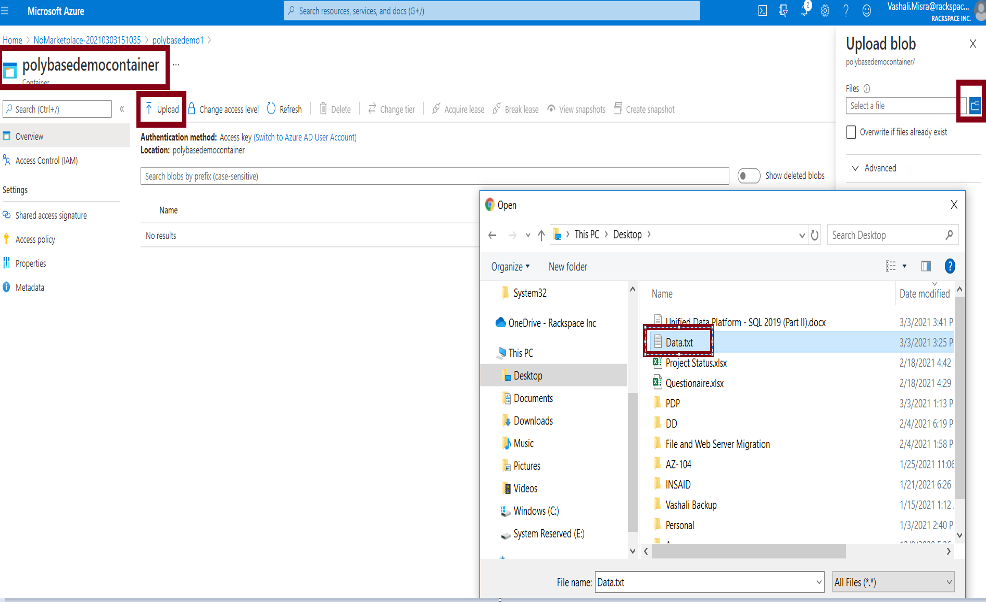 Microsoft Azure
Search resources, services, and docs (G+/)
2
Vashali.Misra@rackspac...
RACKSPACE INC.
Home > NoMarketplace-20210303151035 > polybasedemo1 >
polybasedemocontainer ...
Container
Search (Ctrl+/)
«
Overview
Access Control (IAM)
Settings
Shared access signature
Access policy
Properties
Metadata
Upload
Change access level
Refresh
Delete
Change tier
Acquire lease
Break lease
View snapshots
Create snapshot
Authentication method: Access key (Switch to Azure AD User Account)
Location: polybasedemocontainer
Search blobs by prefix (case-sensitive)
Show deleted blobs
Name
No results
Upload blob
polybasedemocontainer/
Files
Select a file
Overwrite if files already exist
Advanced
Open
This PC > Desktop >
Search Desktop
Organize
New folder
System32
OneDrive - Rackspace Inc
This PC
Desktop
Documents
Downloads
Music
Pictures
Videos
Windows (C:)
System Reserved (E:)
Name Date modified
Unified Data Platform - SQL 2019 (Part II).docx 3/3/2021 3:41 P
Data.txt 3/3/2021 3:25 P
Project Status.xlsx 2/18/2021 4:42
Questionaire.xlsx 2/18/2021 4:29
PDP 3/3/2021 1:13 P
DD 2/4/2021 6:19 P
File and Web Server Migration 2/4/2021 1:58 P
AZ-104 1/25/2021 11:06
INSAID 1/21/2021 6:26
Vashali Backup 1/15/2021 1:12
Personal 1/3/2021 2:40 P
File name: Data.txt
All Files (*.*)